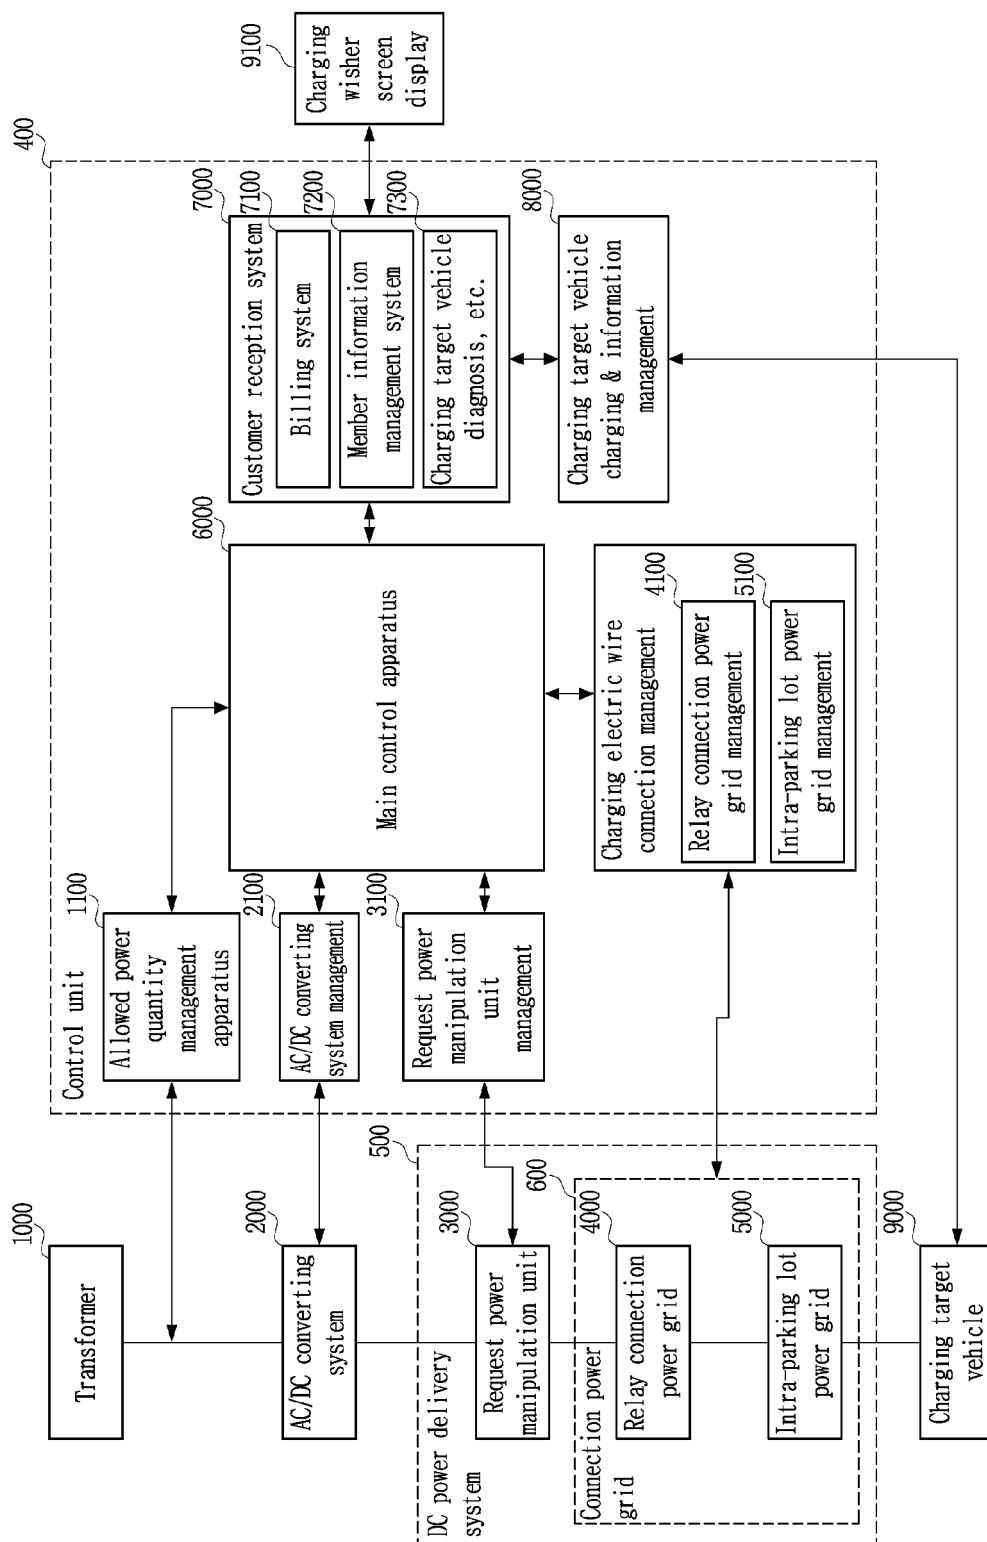 1000
Transformer
2000
AC/DC converting
system
500
DC power delivery
system
3000
Request power
manipulation unit
600
Connection power
grid
4000
Relay connection
power grid
5000
Intra-parking lot
power grid
9000
Charging target
vehicle
400
Control unit
1100
Allowed power
quantity
management
apparatus
2100
AC/DC converting
system management
3100
Request power
manipulation
unit
management
6000
Main control apparatus
Charging electric wire
connection management
4100
Relay connection power
grid management
5100
Intra-parking lot power
grid management
7000
Customer reception system
7100
Billing system
7200
Member information
management system
7300
Charging target vehicle
diagnosis, etc.
8000
Charging target vehicle
charging & information
management
9100
Charging
wisher
screen
display